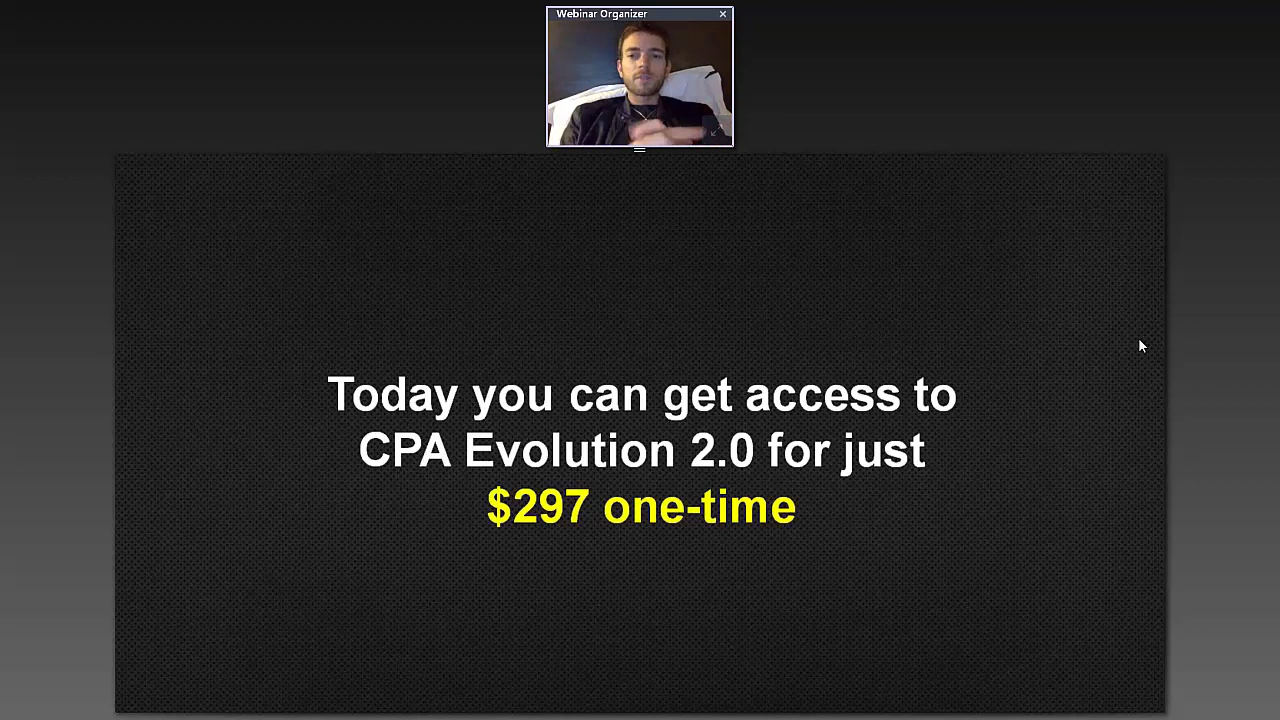 Webinar Organizer
Today you can get access to
CPA Evolution 2.0 for just
$297 one-time